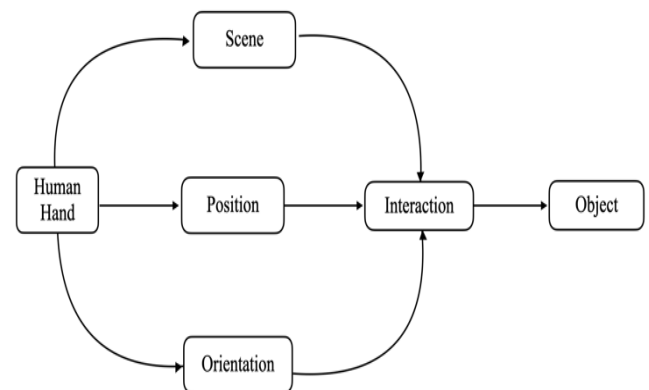 Scene
Human
Hand
Position
Interaction
Object
Orientation